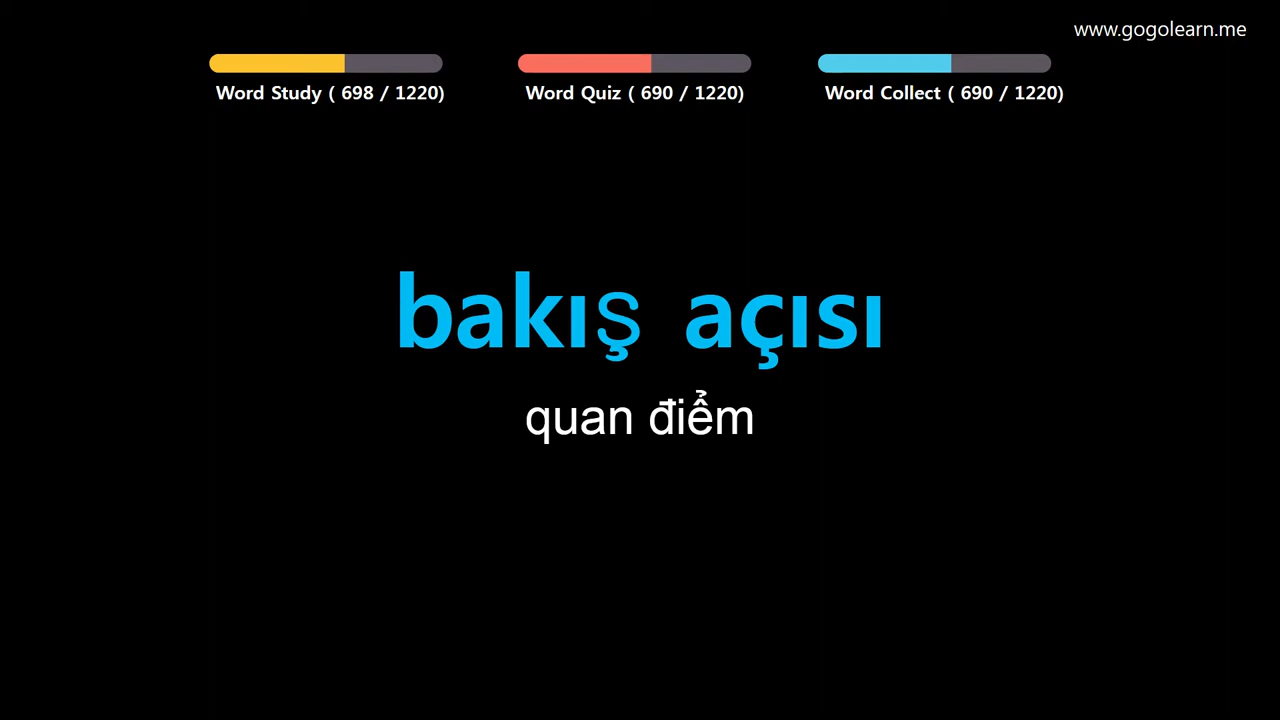 www.gogolearn.me
Word Study ( 698 / 1220)
Word Quiz ( 690 / 1220)
Word Collect ( 690 / 1220)
bakış açısı
quan điểm